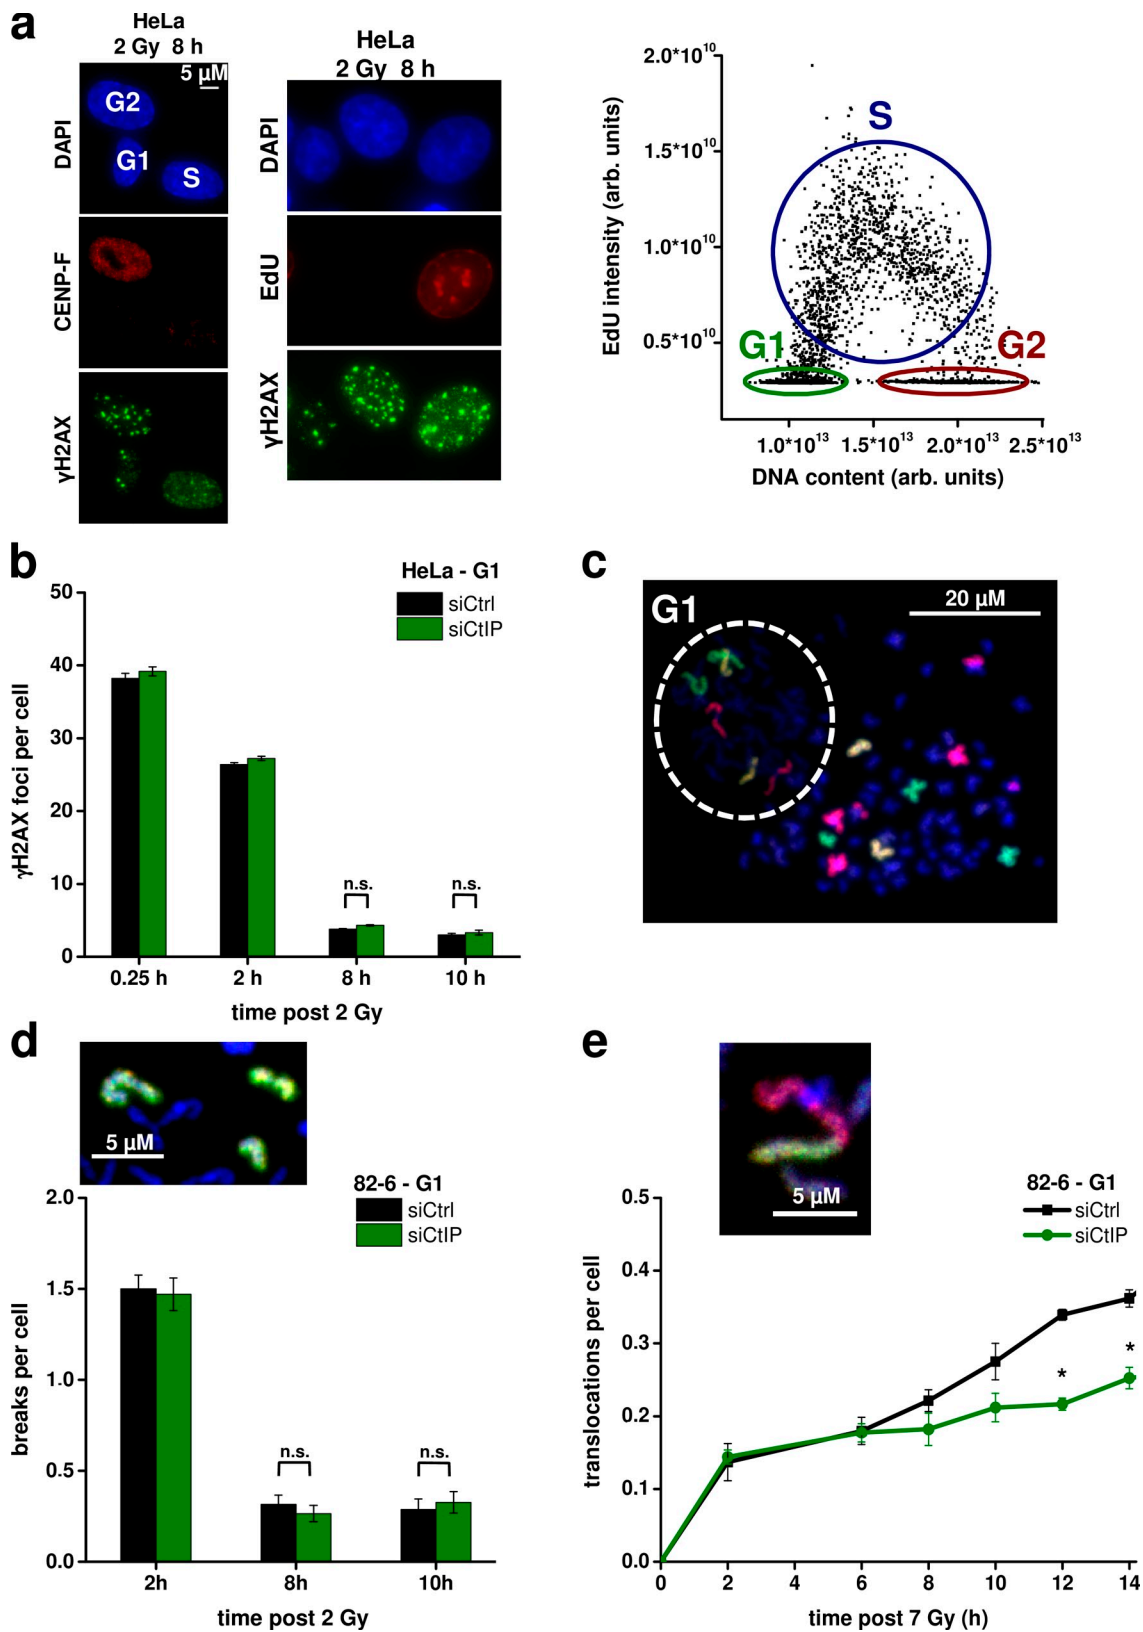 a
HeLa
2 Gy 8 h
5 µM
G2
G1
S
DAPI
CENP-F
γH2AX
HeLa
2 Gy 8 h
DAPI
EdU
γH2AX
2.0*10^10
1.5*10^10
1.0*10^10
0.5*10^10
EdU intensity (arb. units)
S
G1
G2
1.0*10^13 1.5*10^13 2.0*10^13 2.5*10^13
DNA content (arb. units)
b
HeLa - G1
siCtrl
siCtIP
50
40
30
20
10
0
γH2AX foci per cell
n.s. n.s.
0.25 h 2 h 8 h 10 h
time post 2 Gy
c
G1
20 µM
d
5 µM
82-6 - G1
siCtrl
siCtIP
2.0
1.5
1.0
0.5
0.0
breaks per cell
n.s. n.s.
2h 8h 10h
time post 2 Gy
e
5 µM
82-6 - G1
siCtrl
siCtIP
0.5
0.4
0.3
0.2
0.1
0.0
translocations per cell
* *
0 2 4 6 8 10 12 14
time post 7 Gy (h)